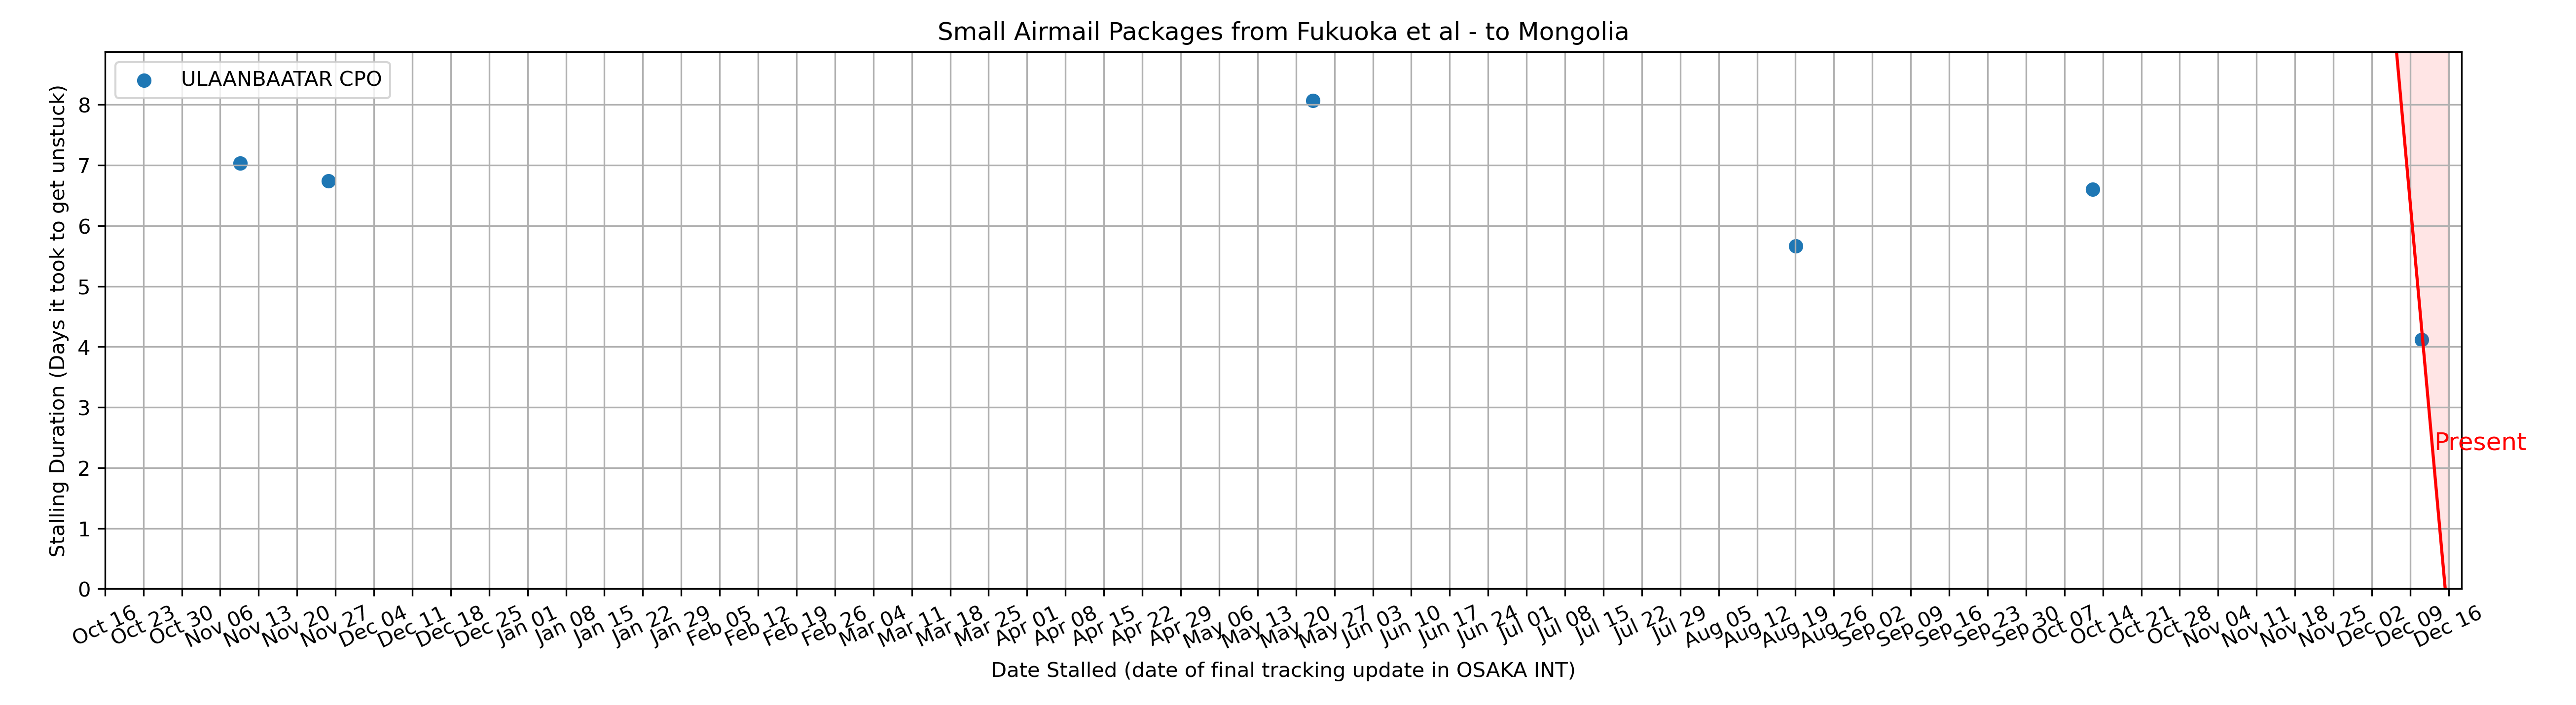 Small Airmail Packages from Fukuoka et al - to Mongolia
ULAANBAATAR CPO
Stalling Duration (Days iit took to get unstuck)
8
7
6
5
4
3
2
1
0
Present
Oct 16
Oct 23
Oct 30
Nov 06
Nov 13
Nov 20
Nov 27
Dec 04
Dec 11
Dec 18
Dec 25
Jan 01
Jan 08
Jan 15
Jan 22
Jan 29
Feb 05
Feb 12
Feb 19
Feb 26
Mar 04
Mar 11
Mar 18
Mar 25
Apr 01
Apr 08
Apr 15
Apr 22
Apr 29
May 06
May 13
May 20
May 27
Jun 03
Jun 10
Jun 17
Jun 24
Jul 01
Jul 08
Jul 15
Jul 22
Jul 29
Aug 05
Aug 12
Aug 19
Aug 26
Sep 02
Sep 09
Sep 16
Sep 23
Sep 30
Oct 07
Oct 14
Oct 21
Oct 28
Nov 04
Nov 11
Nov 18
Nov 25
Dec 02
Dec 09
Dec 16
Date Stalled (date of final tracking update in OSAKA INT)